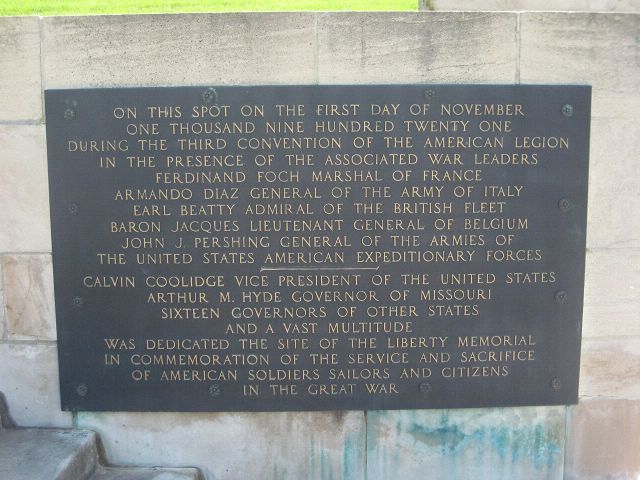 ON THIS SPOT ON THE FIRST DAY OF NOVEMBER
ONE THOUSAND NINE HUNDRED TWENTY ONE
DURING THE THIRD CONVENTION OF THE AMERICAN LEGION
IN THE PRESENCE OF THE ASSOCIATED WAR LEADERS
FERDINAND FOCH MARSHAL OF FRANCE
ARMANDO DIAZ GENERAL OF THE ARMY OF ITALY
EARL BEATTY ADMIRAL OF THE BRITISH FLEET
BARON JACQUES LIEUTENANT GENERAL OF BELGIUM
JOHN J. PERSHING GENERAL OF THE ARMIES OF
THE UNITED STATES AMERICAN EXPEDITIONARY FORCES
CALVIN COOLIDGE VICE PRESIDENT OF THE UNITED STATES
ARTHUR M. HYDE GOVERNOR OF MISSOURI
SIXTEEN GOVERNORS OF OTHER STATES
AND A VAST MULTITUDE
WAS DEDICATED THE SITE OF THE LIBERTY MEMORIAL
IN COMMEMORATION OF THE SERVICE AND SACRIFICE
OF AMERICAN SOLDIERS SAILORS AND CITIZENS
IN THE GREAT WAR